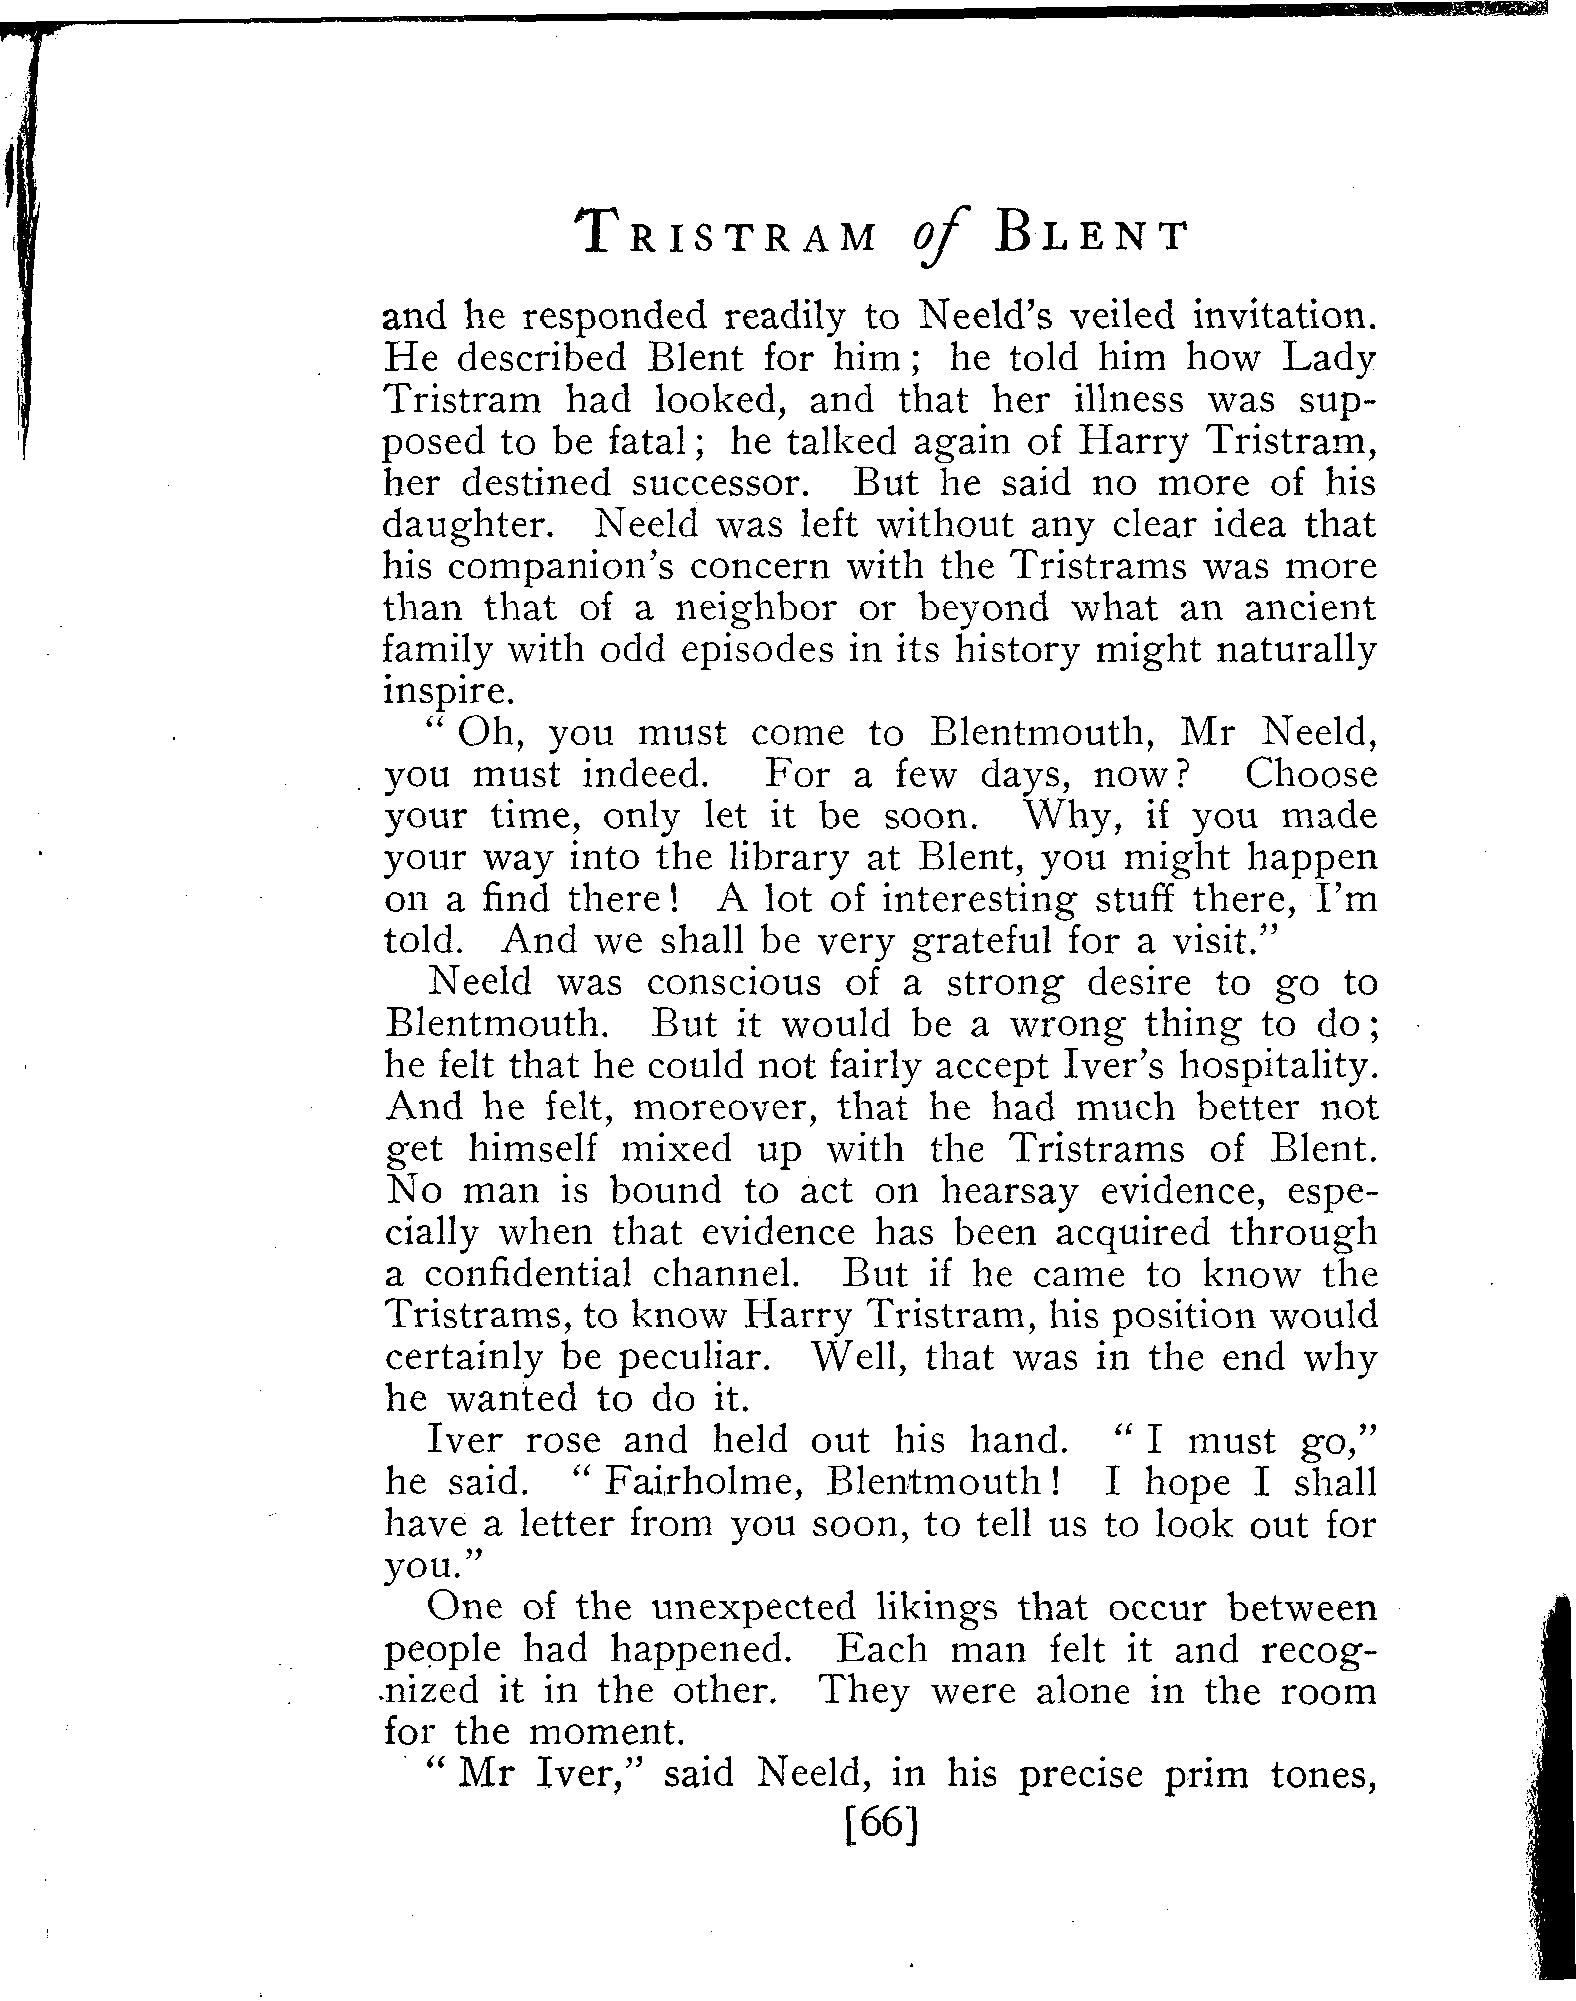 TRISTRAM of BLENT
and he responded readily to Neeld's veiled invitation.
He described Blent for him; he told him how Lady
Tristram had looked, and that her illness was sup-
posed to be fatal; he talked again of Harry Tristram,
her destined successor. But he said no more of his
daughter. Neeld was left without any clear idea that
his companion's concern with the Tristrams was more
than that of a neighbor or beyond what an ancient
family with odd episodes in its history might naturally
inspire.
"Oh, you must come to Blentmouth, Mr Neeld,
you must indeed. For a few days, now? Choose
your time, only let it be soon. Why, if you made
your way into the library at Blent, you might happen
on a find there! A lot of interesting stuff there, I'm
told. And we shall be very grateful for a visit."
Neeld was conscious of a strong desire to go to
Blentmouth. But it would be a wrong thing to do;
he felt that he could not fairly accept Iver's hospitality.
And he felt, moreover, that he had much better not
get himself mixed up with the Tristrams of Blent.
No man is bound to act on hearsay evidence, espe-
cially when that evidence has been acquired through
a confidential channel. But if he came to know the
Tristrams, to know Harry Tristram, his position would
certainly be peculiar. Well, that was in the end why
he wanted to do it.
Iver rose and held out his hand. "I must go,"
he said. "Fairholme, Blentmouth! I hope I shall
have a letter from you soon, to tell us to look out for
you."
One of the unexpected likings that occur between
people had happened. Each man felt it and recog-
nized it in the other. They were alone in the room
for the moment.
"Mr Iver," said Neeld, in his precise prim tones,
[66]